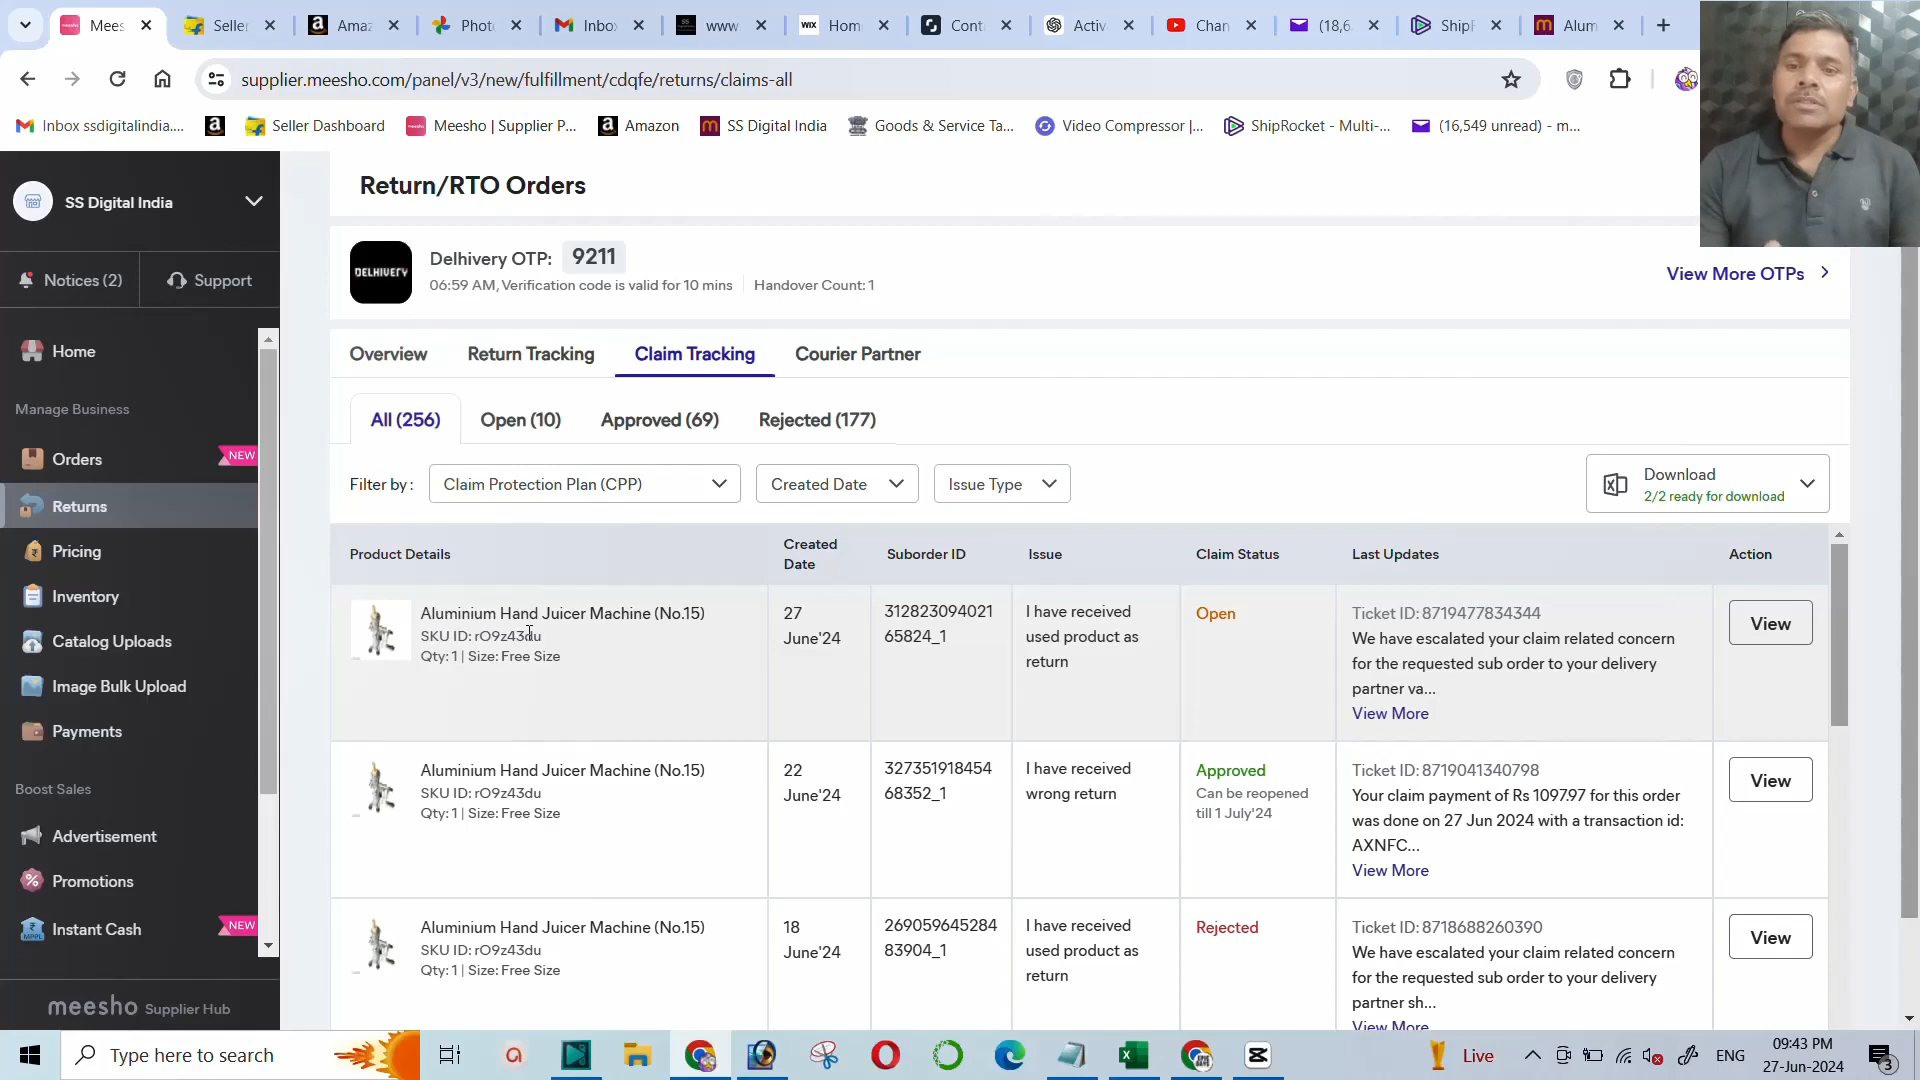 Mees
Seller
Amaz
Phot
Inbo
www
Hom
Cont
Activ
Chan
(18,6
ShipF
Alum
supplier.meesho.com/panel/v3/new/fulfillment/cdqfe/returns/claims-all
Inbox ssdigitalindia....
Seller Dashboard
Meesho | Supplier P...
Amazon
SS Digital India
Goods & Service Ta...
Video Compressor |...
ShipRocket - Multi-...
(16,549 unread) - m...
SS Digital India
Notices (2)
Support
Home
Manage Business
Orders
NEW
Returns
Pricing
Inventory
Catalog Uploads
Image Bulk Upload
Payments
Boost Sales
Advertisement
Promotions
Instant Cash
NEW
meesho Supplier Hub
Return/RTO Orders
DELHIVERY
Delhivery OTP: 9211
06:59 AM, Verification code is valid for 10 mins
Handover Count: 1
View More OTPs
Overview
Return Tracking
Claim Tracking
Courier Partner
All (256)
Open (10)
Approved (69)
Rejected (177)
Filter by :
Claim Protection Plan (CPP)
Created Date
Issue Type
Download
2/2 ready for download
Product Details
Created
Date
Suborder ID
Issue
Claim Status
Last Updates
Action
Aluminium Hand Juicer Machine (No.15)
SKU ID: rO9z43du
Qty: 1 | Size: Free Size
27
June'24
312823094021
65824_1
I have received
used product as
return
Open
Ticket ID: 8719477834344
We have escalated your claim related concern
for the requested sub order to your delivery
partner va...
View More
View
Aluminium Hand Juicer Machine (No.15)
SKU ID: rO9z43du
Qty: 1 | Size: Free Size
22
June'24
327351918454
68352_1
I have received
wrong return
Approved
Can be reopened
till 1 July'24
Ticket ID: 8719041340798
Your claim payment of Rs 1097.97 for this order
was done on 27 Jun 2024 with a transaction id:
AXNFC...
View More
View
Aluminium Hand Juicer Machine (No.15)
SKU ID: rO9z43du
Qty: 1 | Size: Free Size
18
June'24
269059645284
83904_1
I have received
used product as
return
Rejected
Ticket ID: 8718688260390
We have escalated your claim related concern
for the requested sub order to your delivery
partner sh...
View More
View
Type here to search
Live
ENG
09:43 PM
27-Jun-2024
3